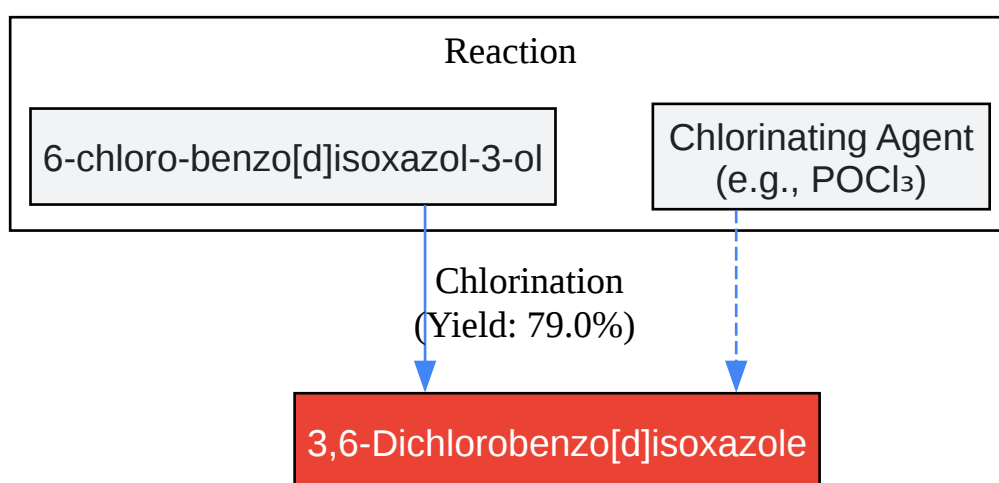 Reaction
6-chloro-benzo[d]isoxazol-3-ol
Chlorinating Agent
(e.g., POCl₃)
Chlorination
(Yield: 79.0%)
3,6-Dichlorobenzo[d]isoxazole